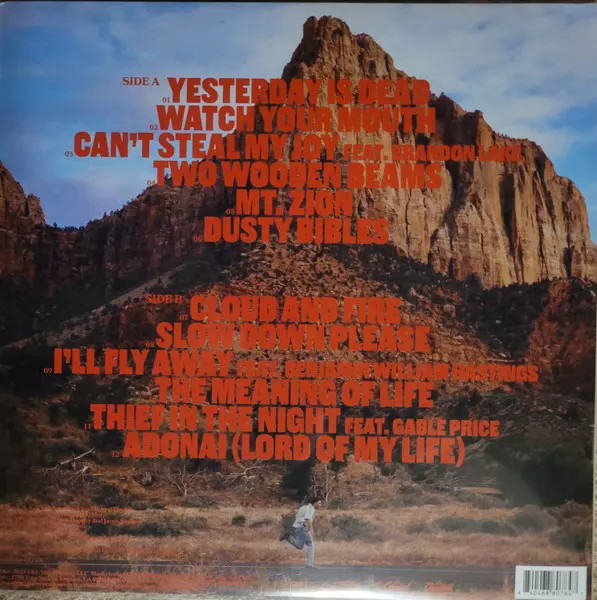 SIDE A
01 YESTERDAY IS DEAD
02 WATCH YOUR MOUTH
03 CAN'T STEAL MY JOY FEAT. BRANDON LAKE
04 TWO WOODEN BEAMS
05 MT. ZION
06 DUSTY BIBLES
SIDE B
07 CLOUD AND FIRE
08 SLOW DOWN PLEASE
09 I'LL FLY AWAY FEAT. BENJAMIN WILLIAM HASTINGS
THE MEANING OF LIFE
11 THIEF IN THE NIGHT FEAT. GABLE PRICE
12 ADONAI (LORD OF MY LIFE)